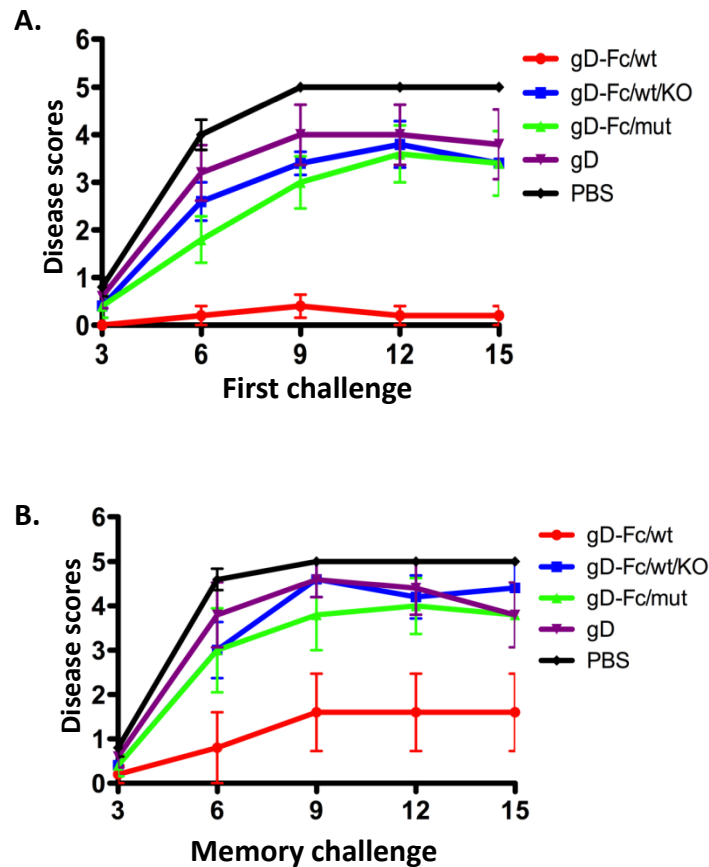 A.
Disease scores
6
5
4
3
2
1
0
3 6 9 12 15
First challenge
gD-Fc/wt
gD-Fc/wt/KO
gD-Fc/mut
gD
PBS
B.
Disease scores
6
5
4
3
2
1
0
3 6 9 12 15
Memory challenge
gD-Fc/wt
gD-Fc/wt/KO
gD-Fc/mut
gD
PBS